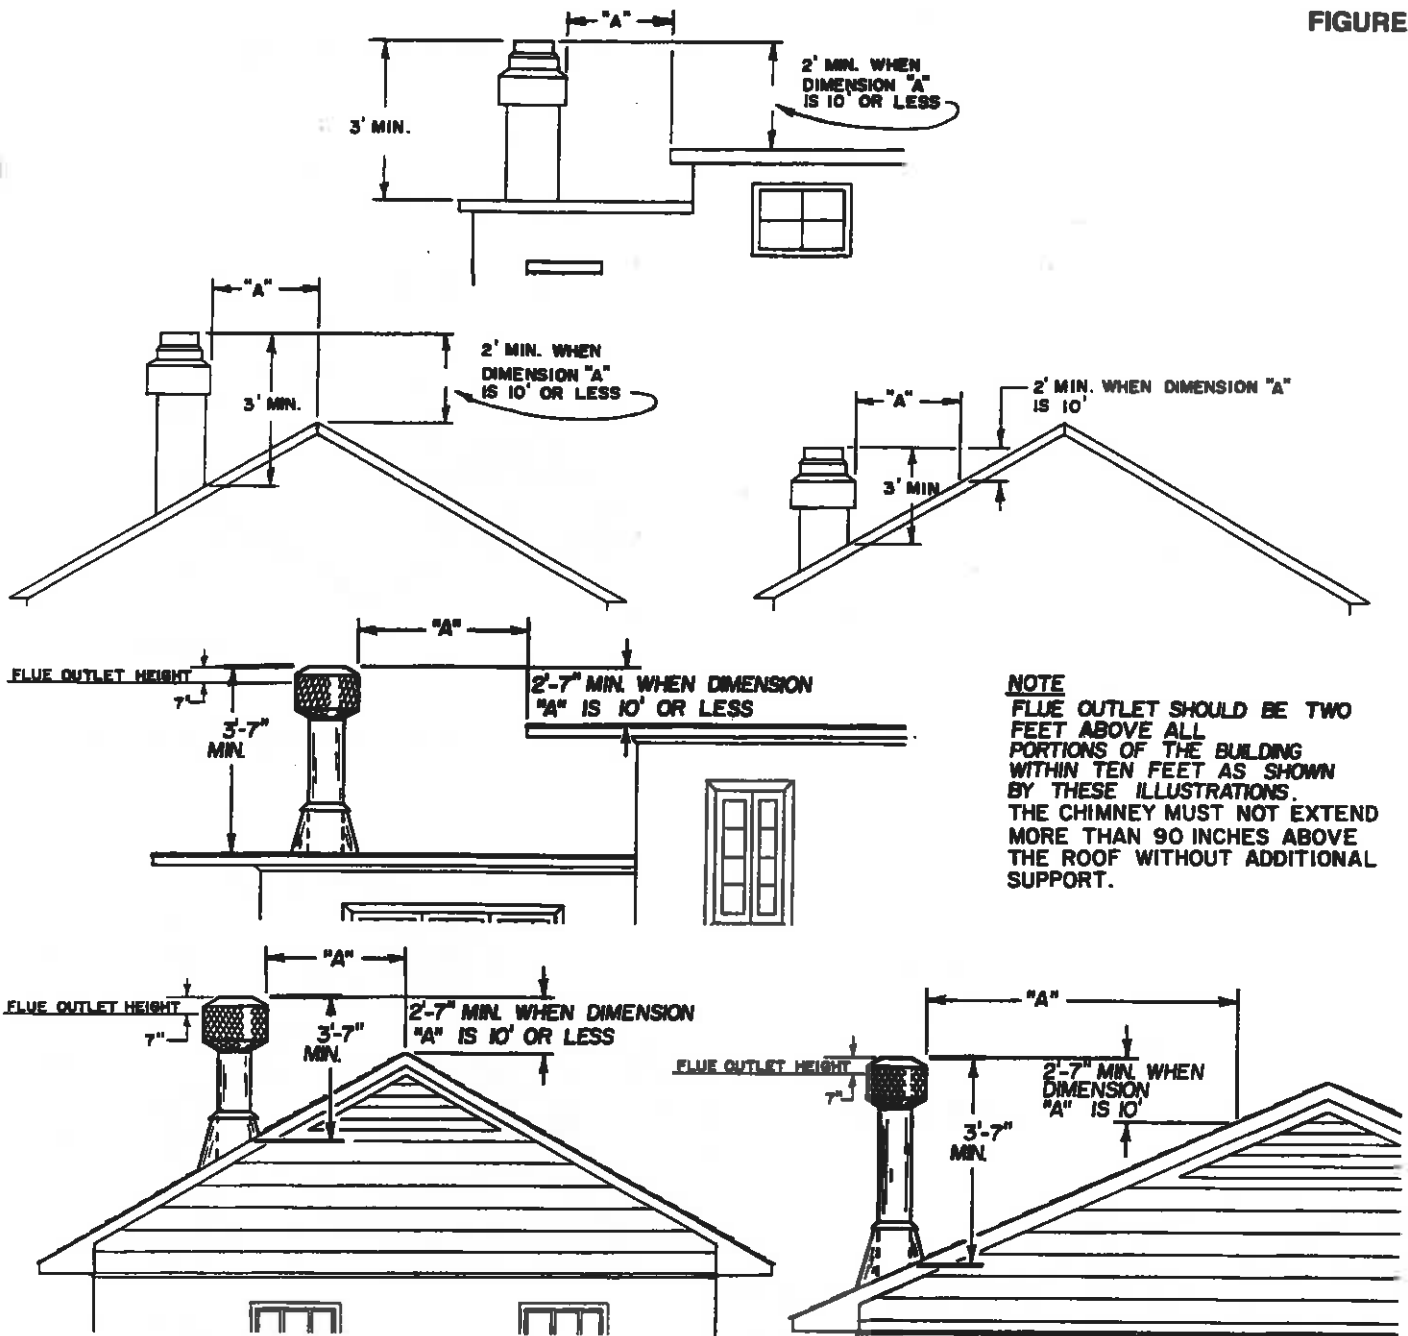 FIGURE
"A"
2' MIN. WHEN
DIMENSION "A"
IS 10' OR LESS
3' MIN.
"A"
2' MIN. WHEN
DIMENSION "A"
IS 10' OR LESS
3' MIN.
2' MIN. WHEN DIMENSION "A"
IS 10'
"A"
3' MIN
"A"
FLUE OUTLET HEIGHT
7"
3'-7"
MIN.
2'-7" MIN. WHEN DIMENSION
"A" IS 10' OR LESS
NOTE
FLUE OUTLET SHOULD BE TWO
FEET ABOVE ALL
PORTIONS OF THE BUILDING
WITHIN TEN FEET AS SHOWN
BY THESE ILLUSTRATIONS.
THE CHIMNEY MUST NOT EXTEND
MORE THAN 90 INCHES ABOVE
THE ROOF WITHOUT ADDITIONAL
SUPPORT.
"A"
FLUE OUTLET HEIGHT
7"
3'-7"
MIN.
2'-7" MIN. WHEN DIMENSION
"A" IS 10' OR LESS
"A"
FLUE OUTLET HEIGHT
7"
2'-7" MIN. WHEN
DIMENSION
"A" IS 10'
3'-7"
MIN.